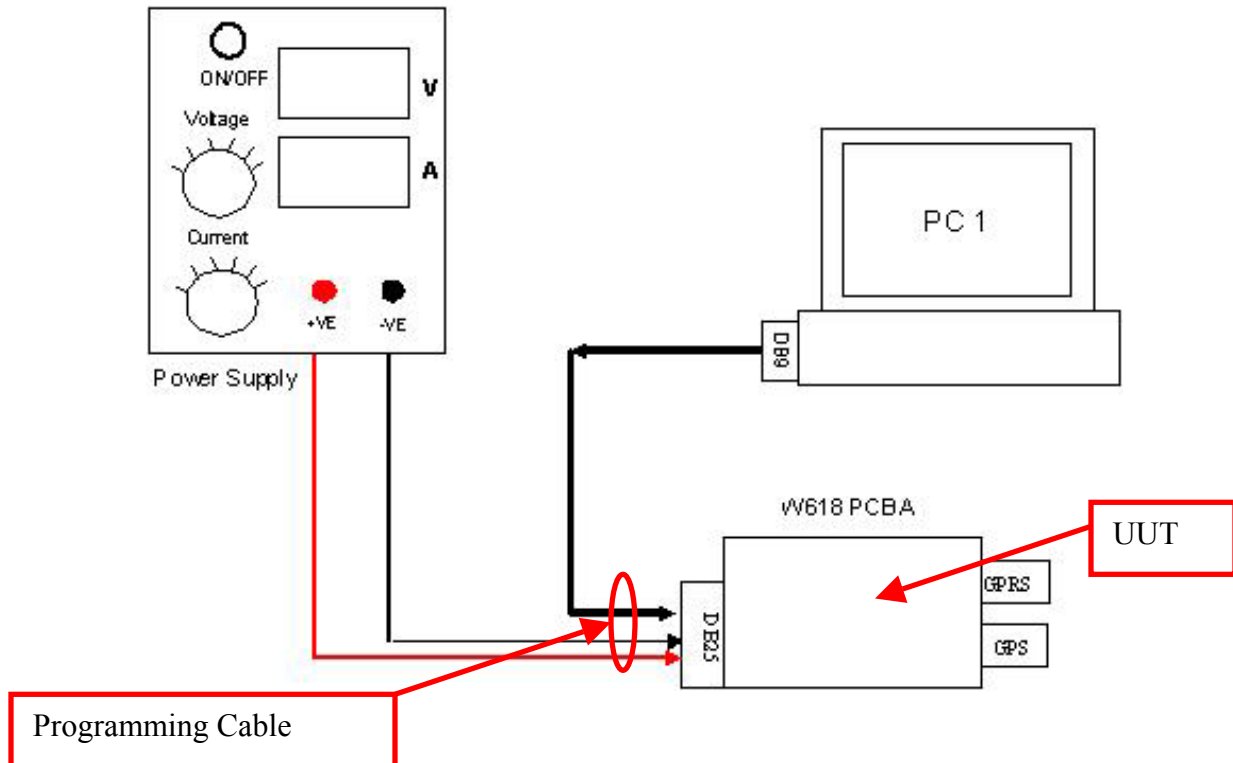 ON/OFF
V
Voltage
A
Current
+VE
-VE
Power Supply
PC 1
DB9
W618 PCBA
UUT
GPRS
DB25
GPS
Programming Cable